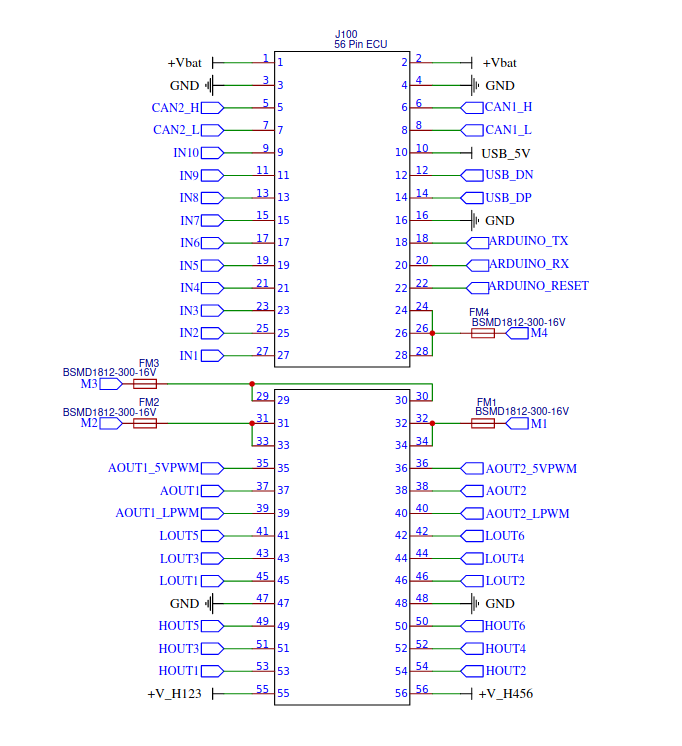 J100
56 Pin ECU
+Vbat 1 1 2 2 +Vbat
GND 3 3 4 4 GND
CAN2_H 5 5 6 6 CAN1_H
CAN2_L 7 7 8 8 CAN1_L
IN10 9 9 10 10 USB_5V
IN9 11 11 12 12 USB_DN
IN8 13 13 14 14 USB_DP
IN7 15 15 16 16 GND
IN6 17 17 18 18 ARDUINO_TX
IN5 19 19 20 20 ARDUINO_RX
IN4 21 21 22 22 ARDUINO_RESET
IN3 23 23 24 24
FM4
BSMD1812-300-16V
IN2 25 25 26 26 M4
IN1 27 27 28 28
FM3
BSMD1812-300-16V
M3
29 29 30 30
FM2 FM1
BSMD1812-300-16V BSMD1812-300-16V
M2 31 31 32 32 M1
33 33 34 34
AOUT1_5VPWM 35 35 36 36 AOUT2_5VPWM
AOUT1 37 37 38 38 AOUT2
AOUT1_LPWM 39 39 40 40 AOUT2_LPWM
LOUT5 41 41 42 42 LOUT6
LOUT3 43 43 44 44 LOUT4
LOUT1 45 45 46 46 LOUT2
GND 47 47 48 48 GND
HOUT5 49 49 50 50 HOUT6
HOUT3 51 51 52 52 HOUT4
HOUT1 53 53 54 54 HOUT2
+V_H123 55 55 56 56 +V_H456